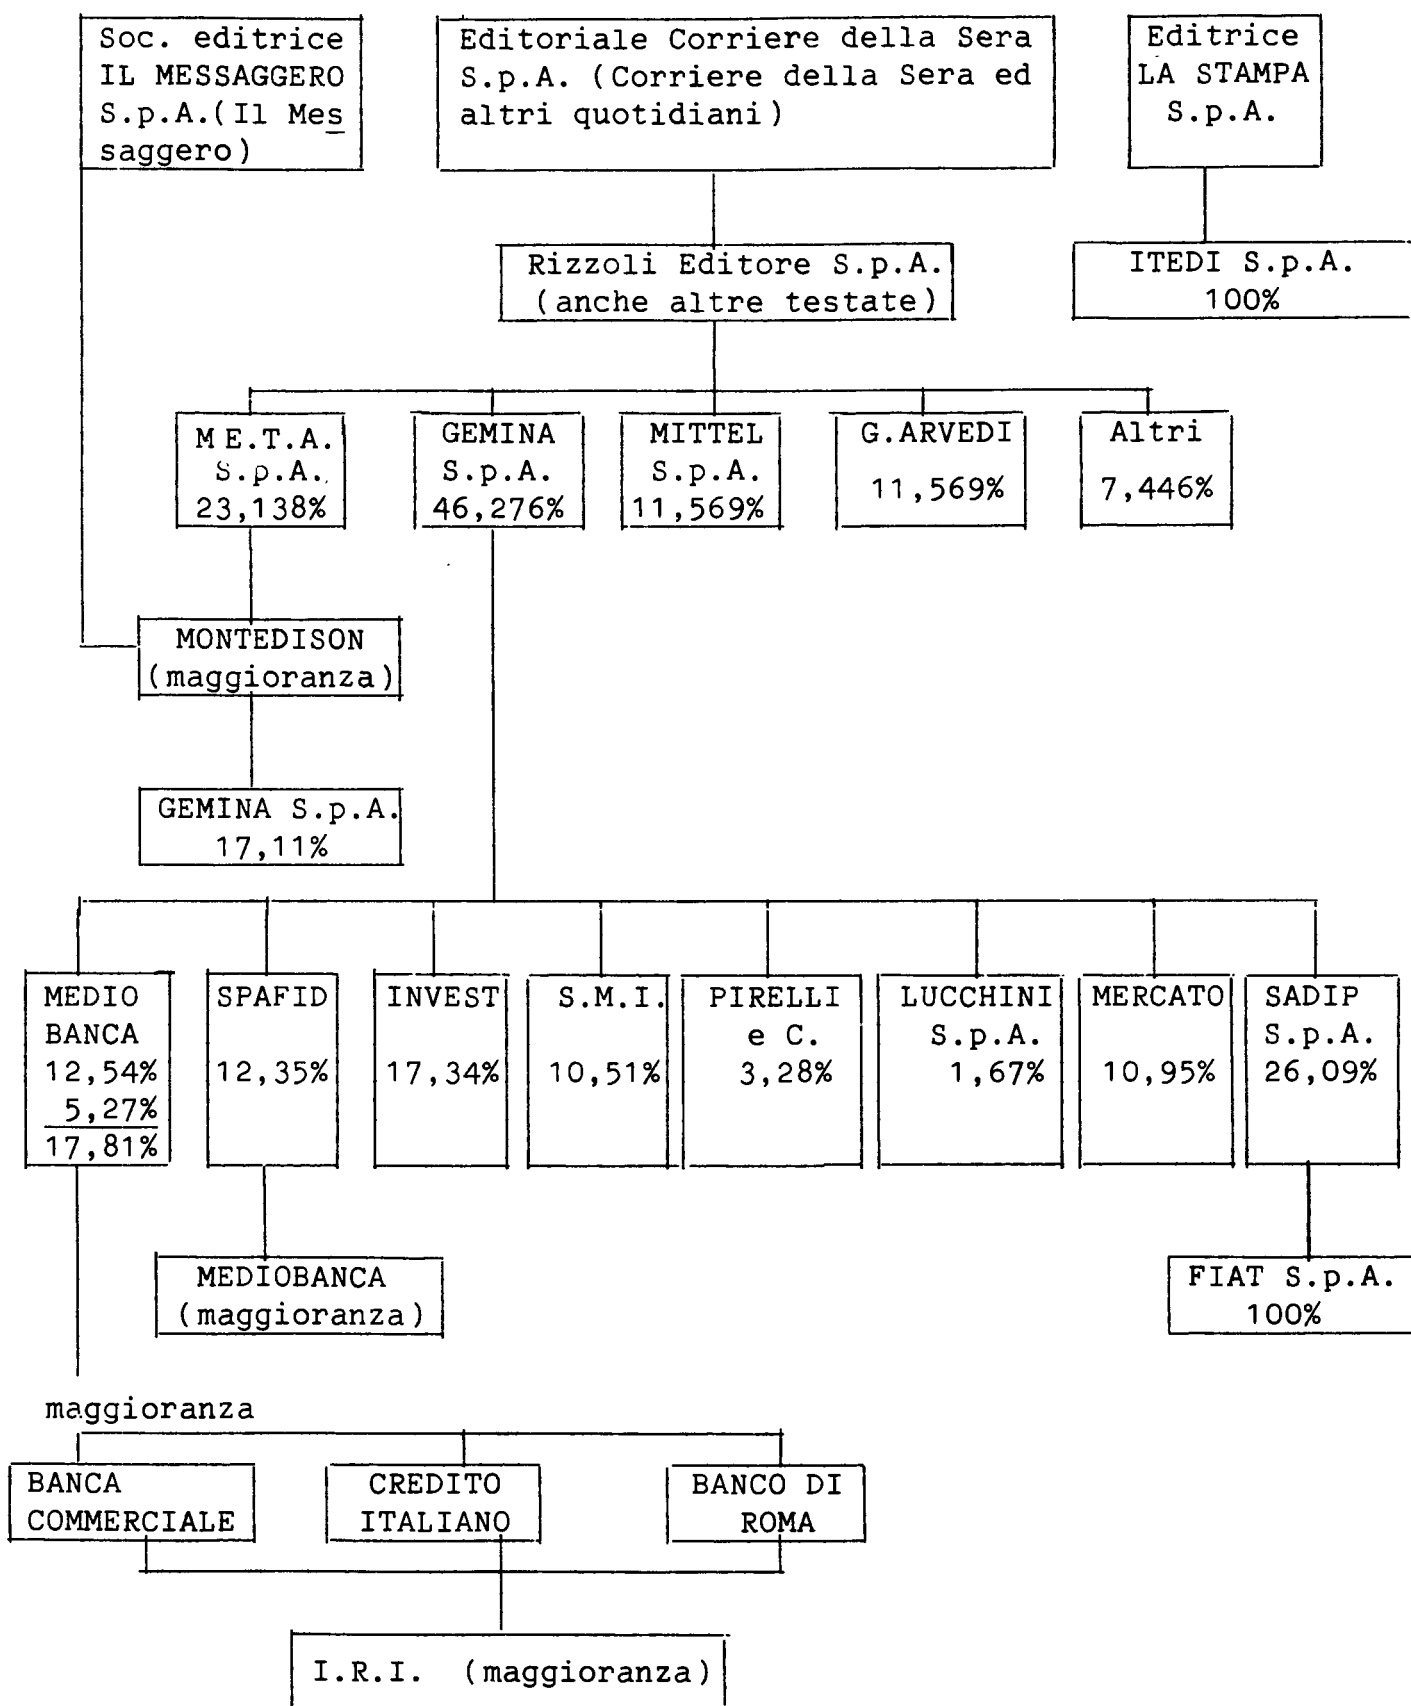 Soc. editrice
IL MESSAGGERO
S.p.A.(Il Mes
saggero)
Editoriale Corriere della Sera
S.p.A. (Corriere della Sera ed
altri quotidiani)
Editrice
LA STAMPA
S.p.A.
Rizzoli Editore S.p.A.
(anche altre testate)
ITEDI S.p.A.
100%
M E.T.A.
S.p.A.
23,138%
GEMINA
S.p.A.
46,276%
MITTEL
S.p.A.
11,569%
G.ARVEDI
11,569%
Altri
7,446%
MONTEDISON
(maggioranza)
GEMINA S.p.A.
17,11%
MEDIO
BANCA
12,54%
5,27%
17,81%
SPAFID
12,35%
INVEST
17,34%
S.M.I.
10,51%
PIRELLI
e C.
3,28%
LUCCHINI
S.p.A.
1,67%
MERCATO
10,95%
SADIP
S.p.A.
26,09%
MEDIOBANCA
(maggioranza)
FIAT S.p.A.
100%
maggioranza
BANCA
COMMERCIALE
CREDITO
ITALIANO
BANCO DI
ROMA
I.R.I. (maggioranza)